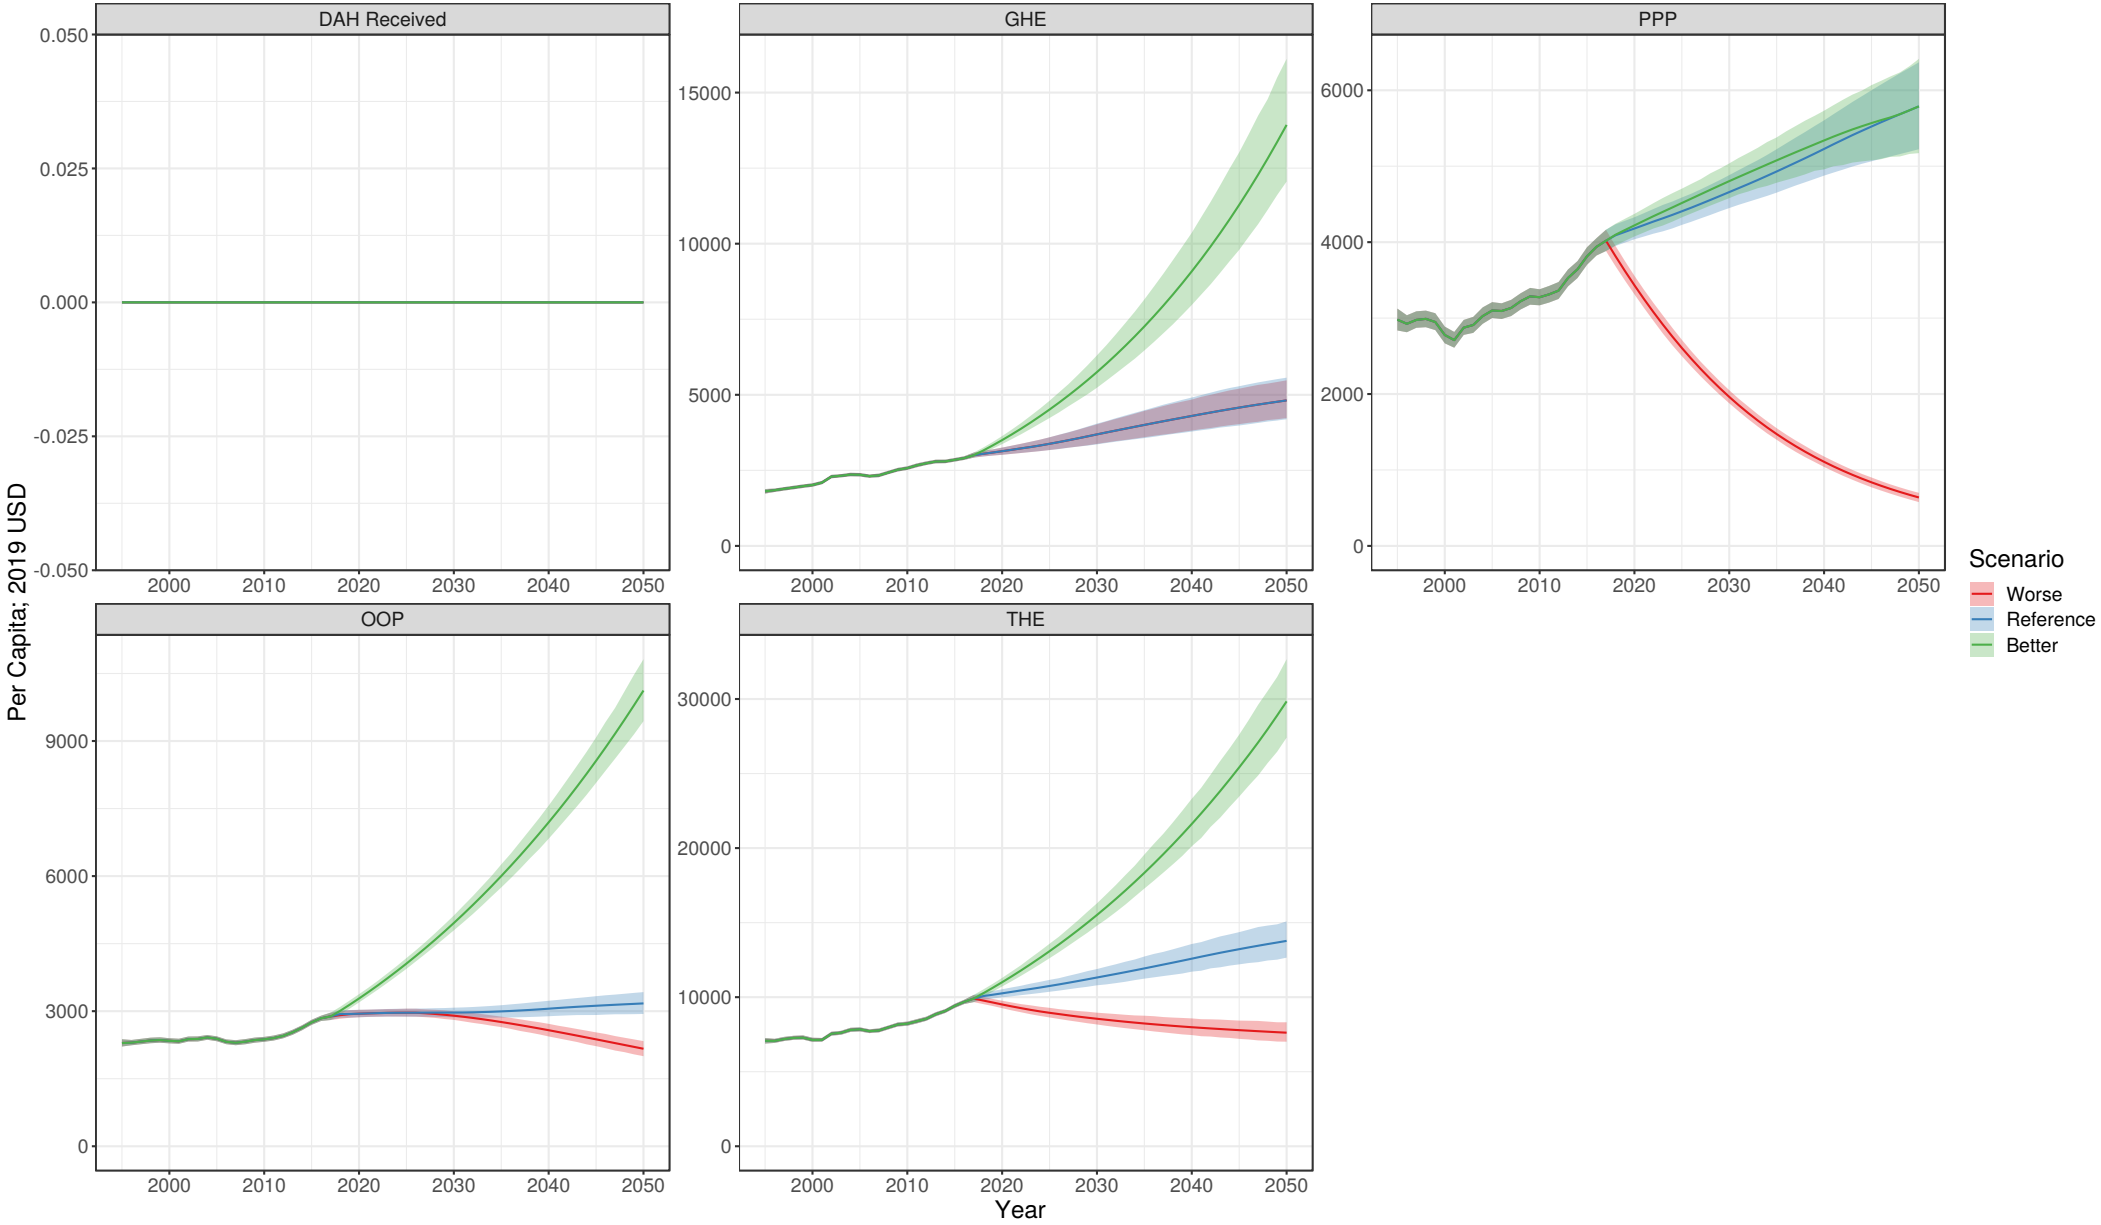 DAH Received
GHE
PPP
0.050
0.025
0.000
-0.025
-0.050
15000
10000
5000
0
6000
4000
2000
0
2000 2010 2020 2030 2040 2050
2000 2010 2020 2030 2040 2050
2000 2010 2020 2030 2040 2050
Per Capita; 2019 USD
OOP
THE
9000
6000
3000
0
30000
20000
10000
0
2000 2010 2020 2030 2040 2050
2000 2010 2020 2030 2040 2050
Year
Scenario
Worse
Reference
Better